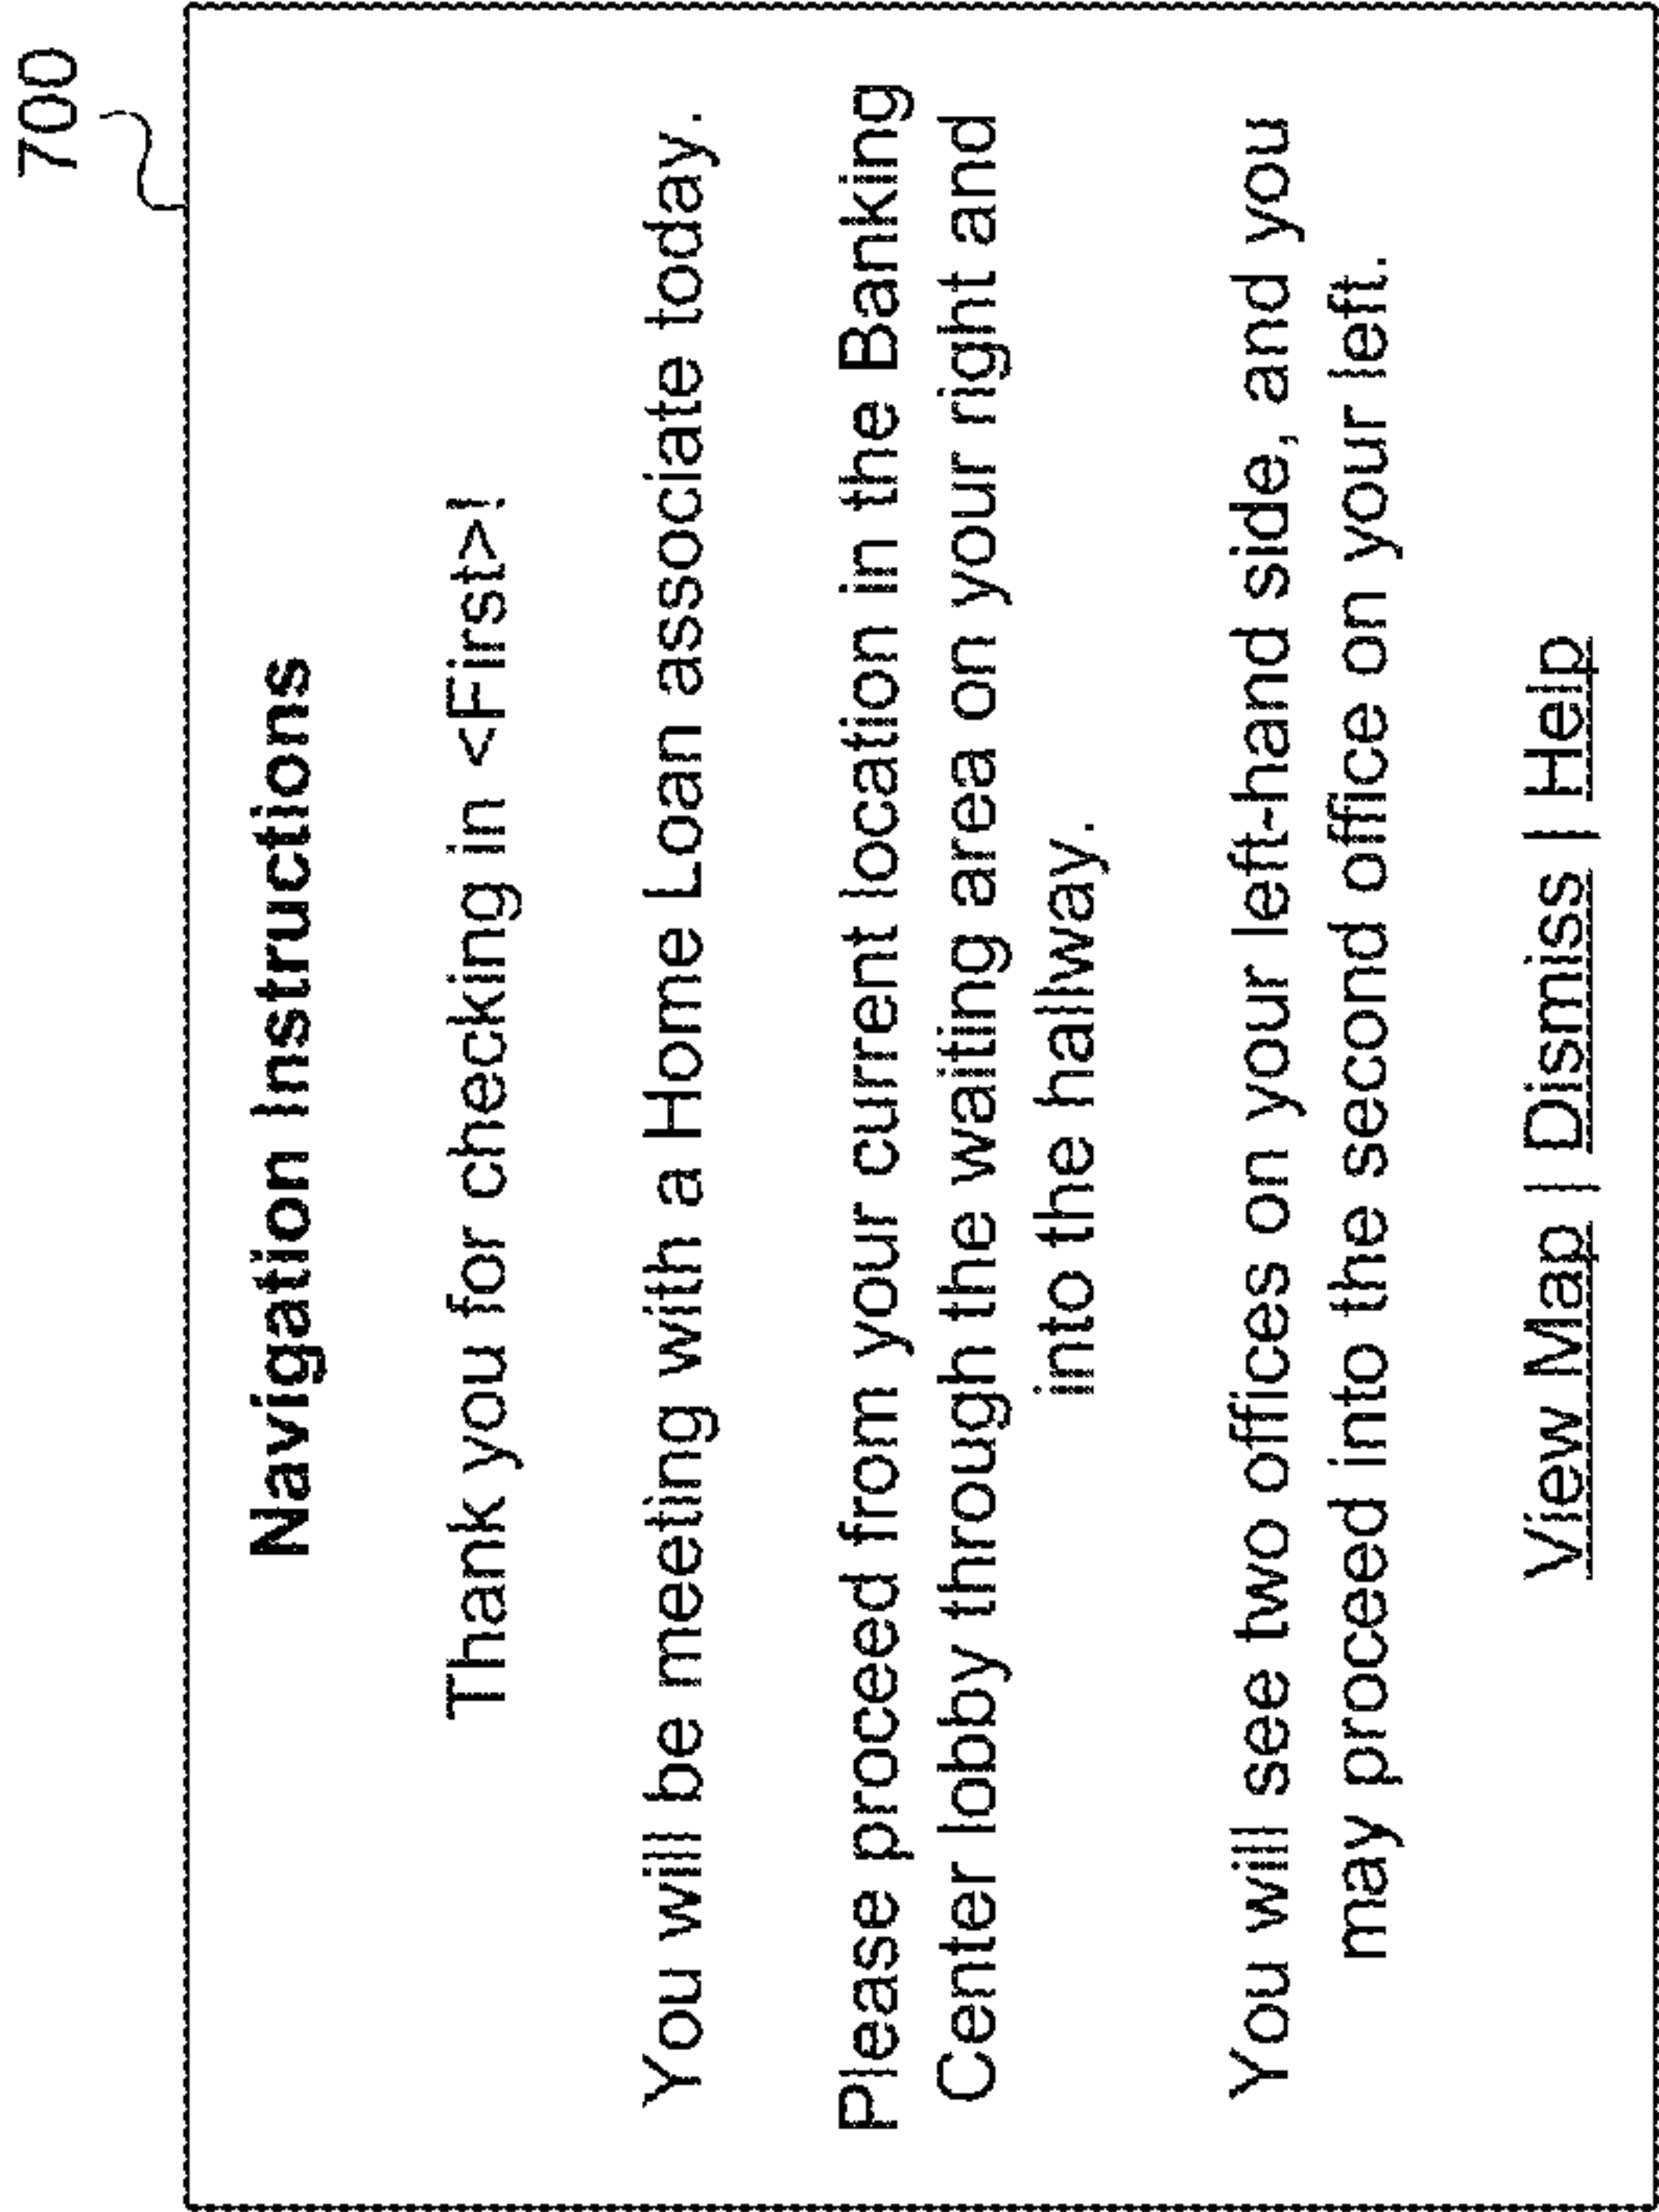 700
Navigation Instructions
Thank you for checking in <First>!
You will be meeting with a Home Loan associate today.
Please proceed from your current location in the Banking
Center lobby through the waiting area on your right and
into the hallway.
You will see two offices on your left-hand side, and you
may proceed into the second office on your left.
View Map | Dismiss | Help